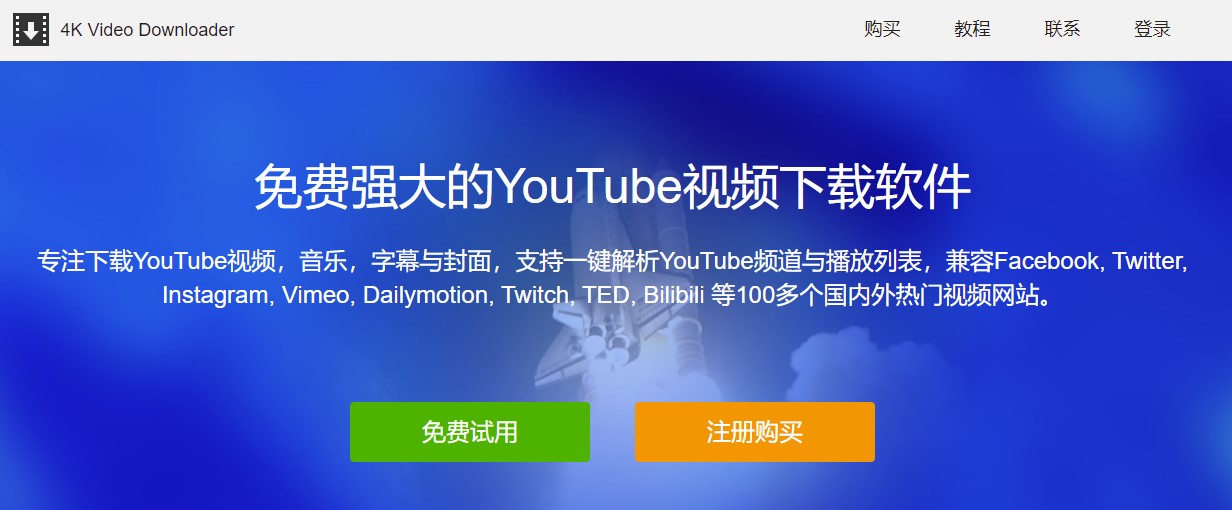 4K Video Downloader 购买 教程 联系 登录
免费强大的YouTube视频下载软件
专注下载YouTube视频，音乐，字幕与封面，支持一键解析YouTube频道与播放列表，兼容Facebook, Twitter,
Instagram, Vimeo, Dailymotion, Twitch, TED, Bilibili 等100多个国内外热门视频网站。
免费试用 注册购买